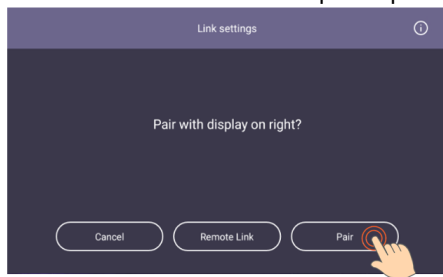 Link settings
Pair with display on right?
Cancel
Remote Link
Pair